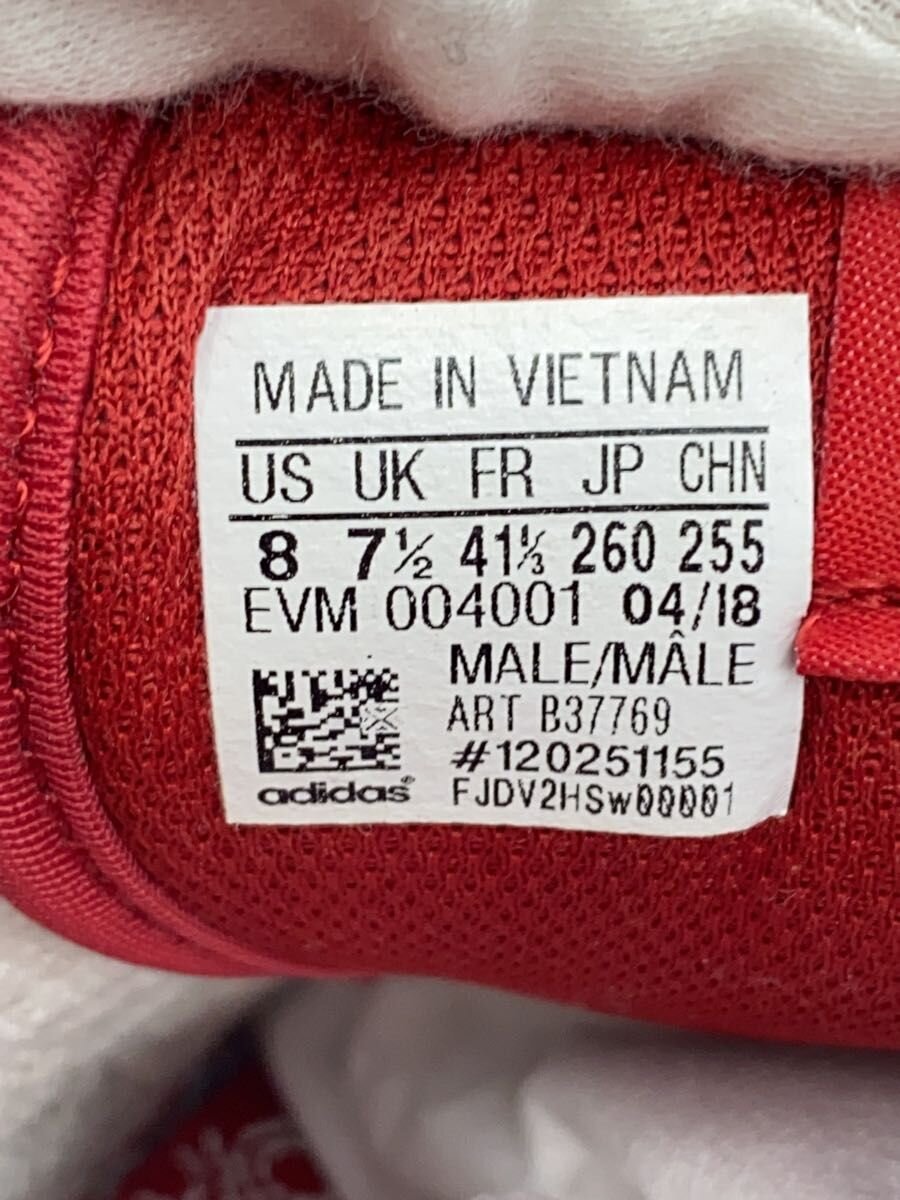 MADE IN VIETNAM
US UK FR JP CHN
8 7½ 41⅓ 260 255
EVM 004001 04/18
MALE/MÂLE
ART B37769
#120251155
adidas® FJDV2HSw00001